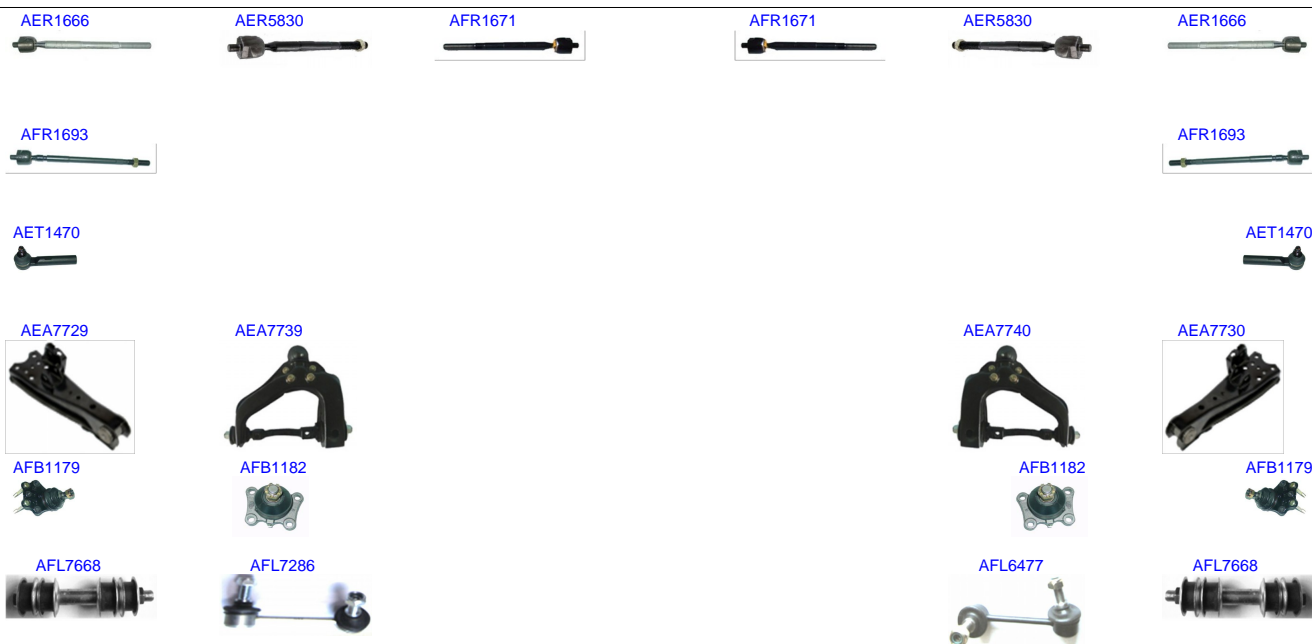 AER1666 AER5830 AFR1671 AFR1671 AER5830 AER1666
AFR1693 AFR1693
AET1470 AET1470
AEA7729 AEA7739 AEA7740 AEA7730
AFB1179 AFB1182 AFB1182 AFB1179
AFL7668 AFL7286 AFL6477 AFL7668